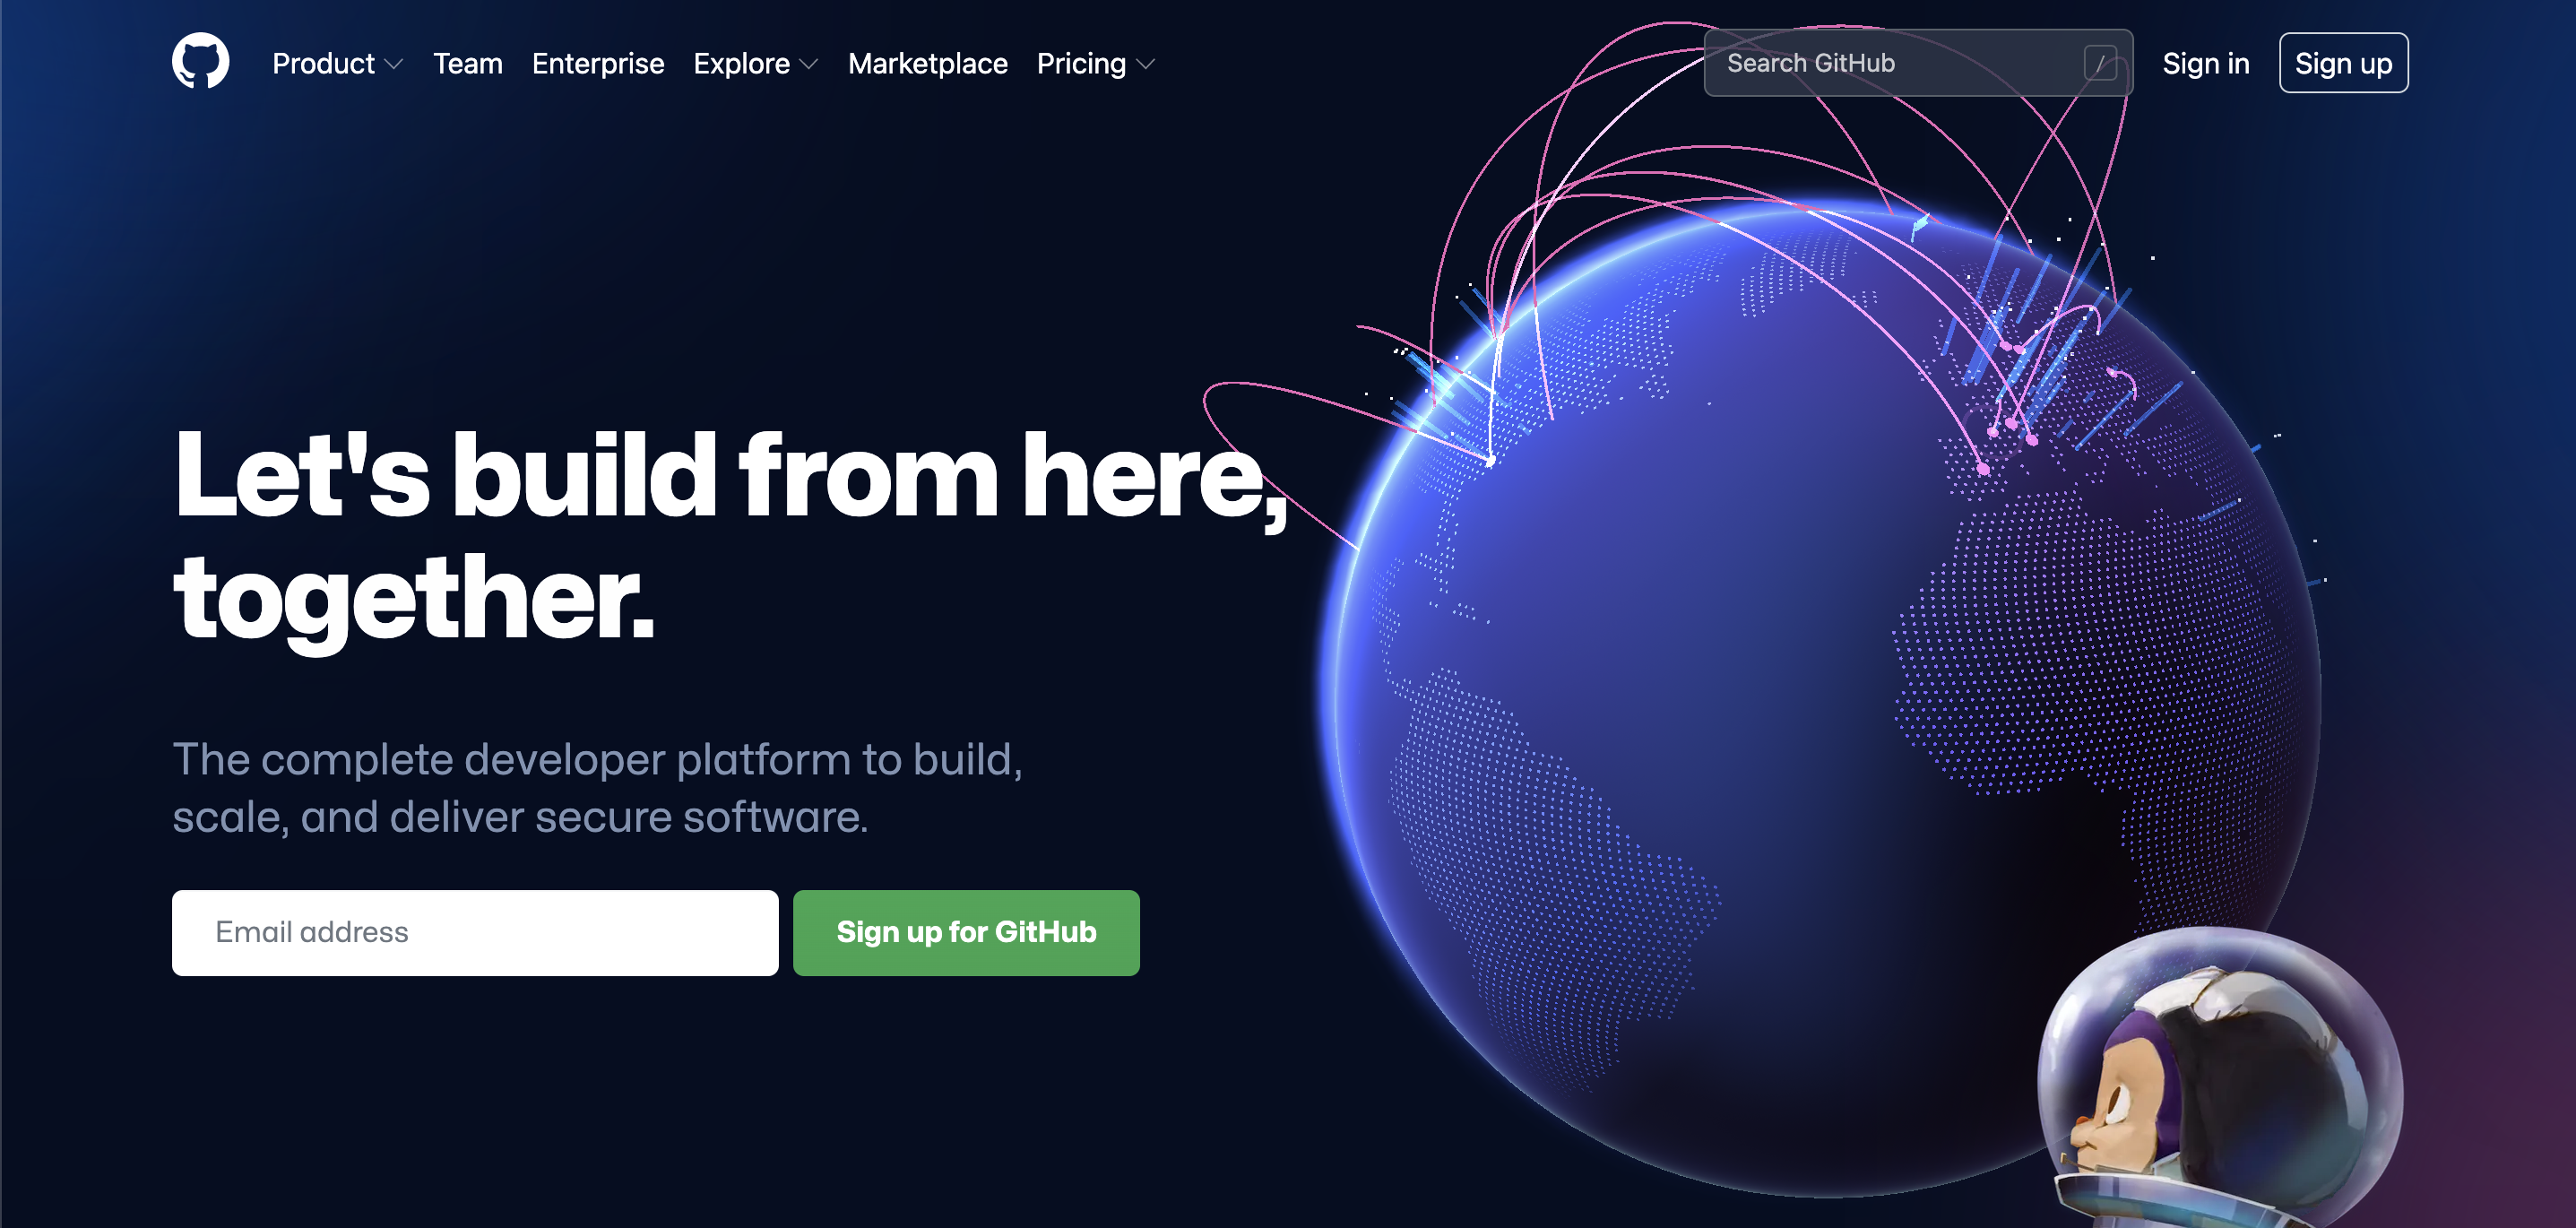 Product Team Enterprise Explore Marketplace Pricing Search GitHub / Sign in Sign up
Let's build from here,
together.
The complete developer platform to build,
scale, and deliver secure software.
Email address Sign up for GitHub